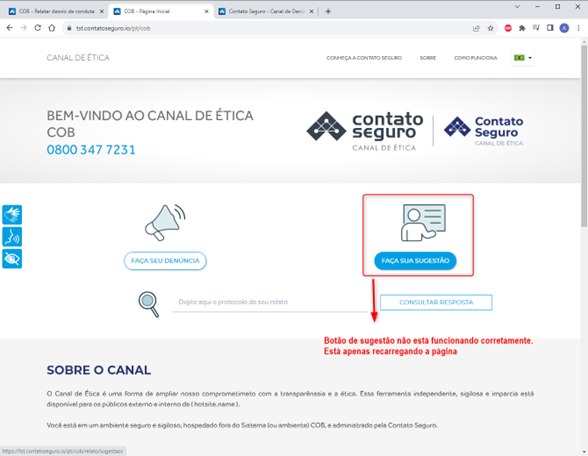 COB - Relatar desvio de conduta
COB - Página Inicial
Contato Seguro - Canal de Denú
tst.contatoseguro.io/pt/cob
CANAL DE ÉTICA
CONHEÇA A CONTATO SEGURO
SOBRE
COMO FUNCIONA
BEM-VINDO AO CANAL DE ÉTICA
COB
0800 347 7231
contato
seguro
CANAL DE ÉTICA
Contato
Seguro
CANAL DE ÉTICA
FAÇA SEU DENÚNCIA
FAÇA SUA SUGESTÃO
Digite aqui o protocolo do seu relato
CONSULTAR RESPOSTA
Botão de sugestão não está funcionando corretamente.
Está apenas recarregando a página
SOBRE O CANAL
O Canal de Ética é uma forma de ampliar nosso comprometimeto com a transparênssia e a ética. Essa ferramenta independente, sigilosa e imparcia está
disponível para os públicos externo e interno da ( hotsite.name ).
Você está em um ambiente seguro e sigiloso, hospedado fora do Sistema (ou ambiente) COB, e administrado pela Contato Seguro.
https://tst.contatoseguro.io/pt/cob/relato/sugestaos